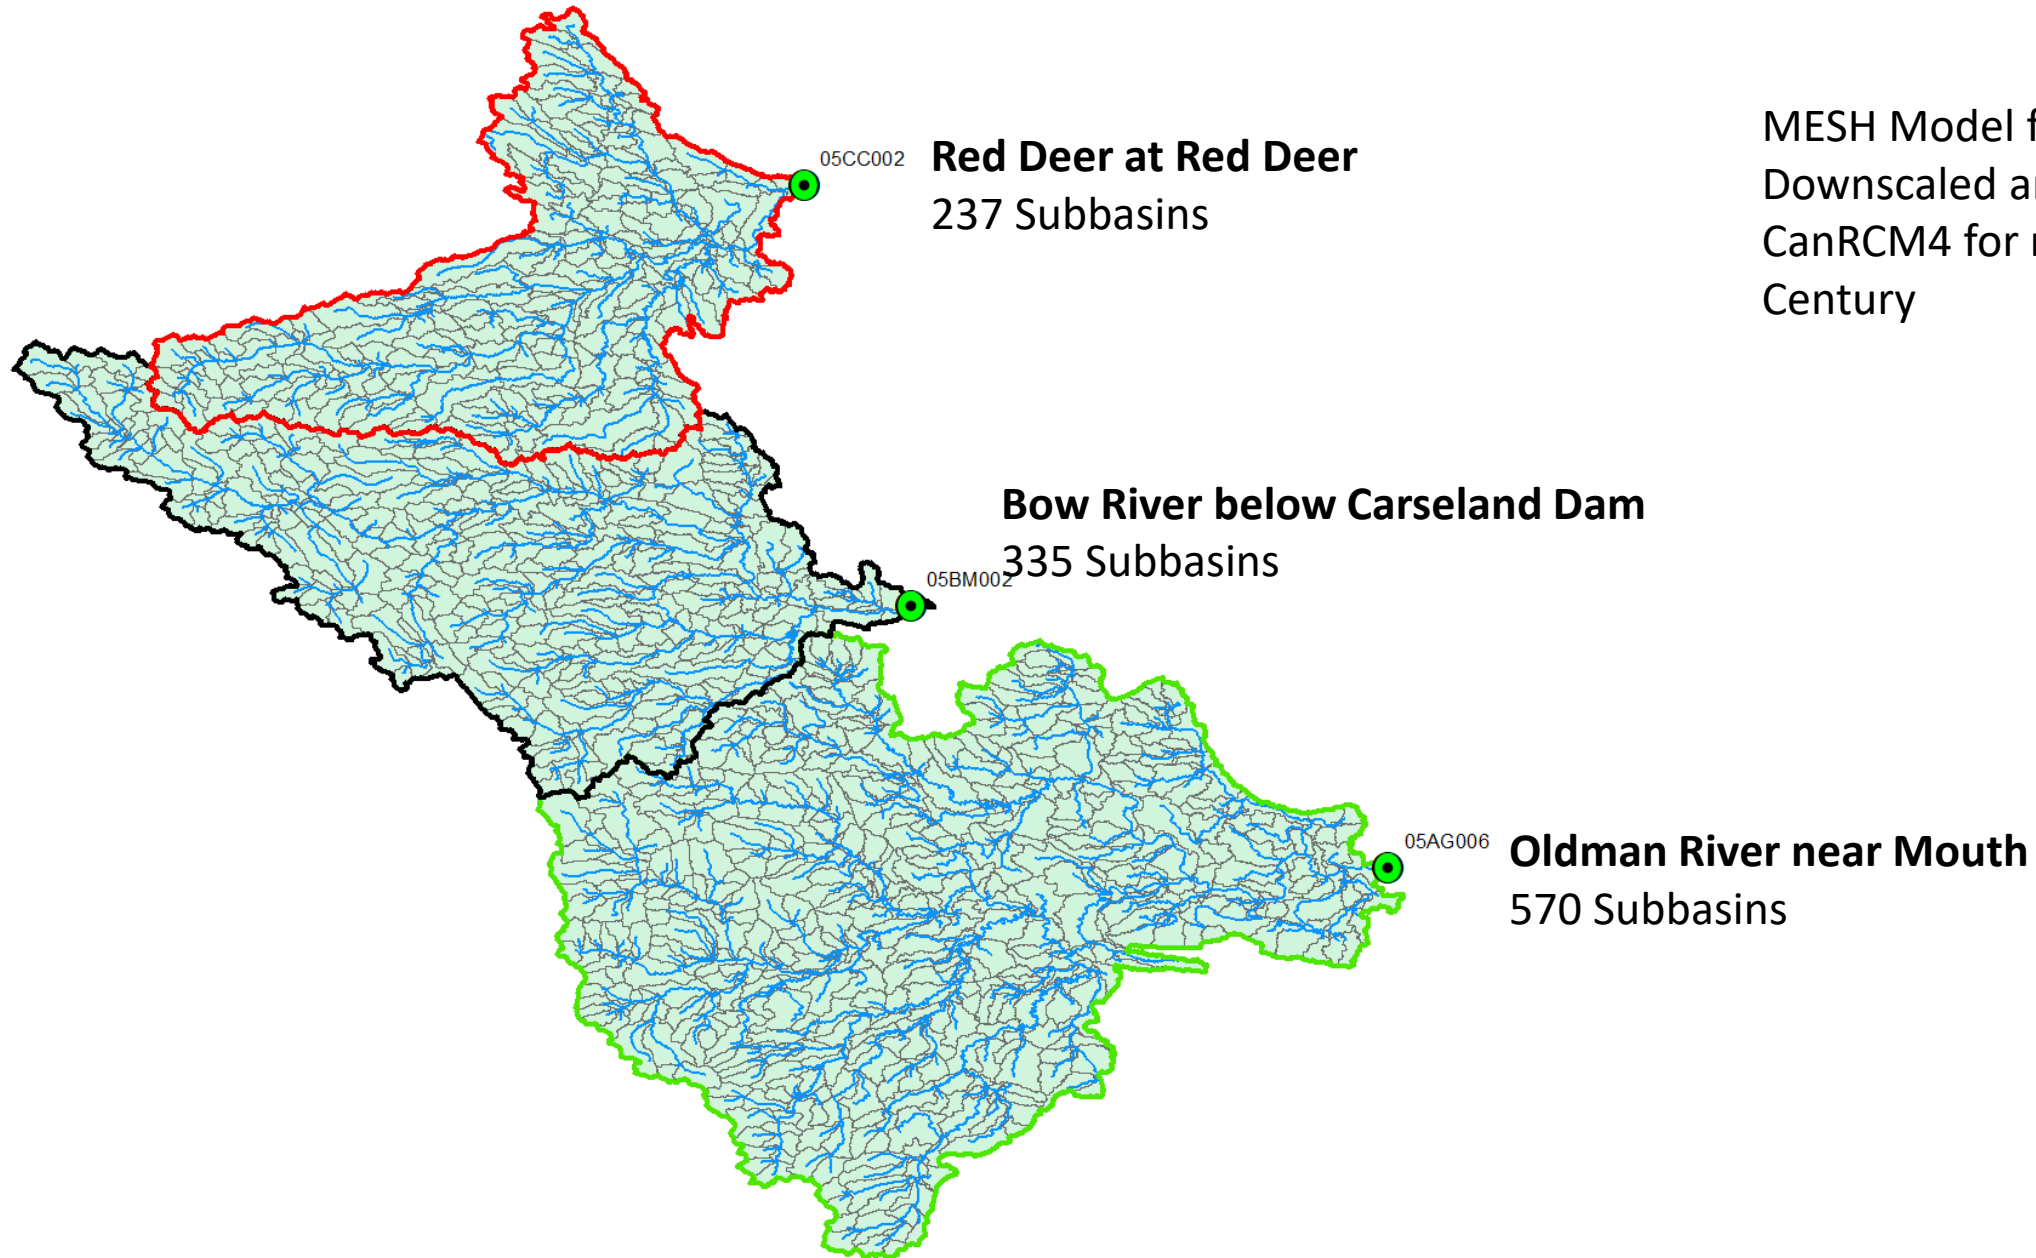 05CC002
Red Deer at Red Deer
237 Subbasins
MESH Model
Downscaled
CanRCM4 for
Century
Bow River below Carseland Dam
335 Subbasins
05BM002
05AG006
Oldman River near Mouth
570 Subbasins